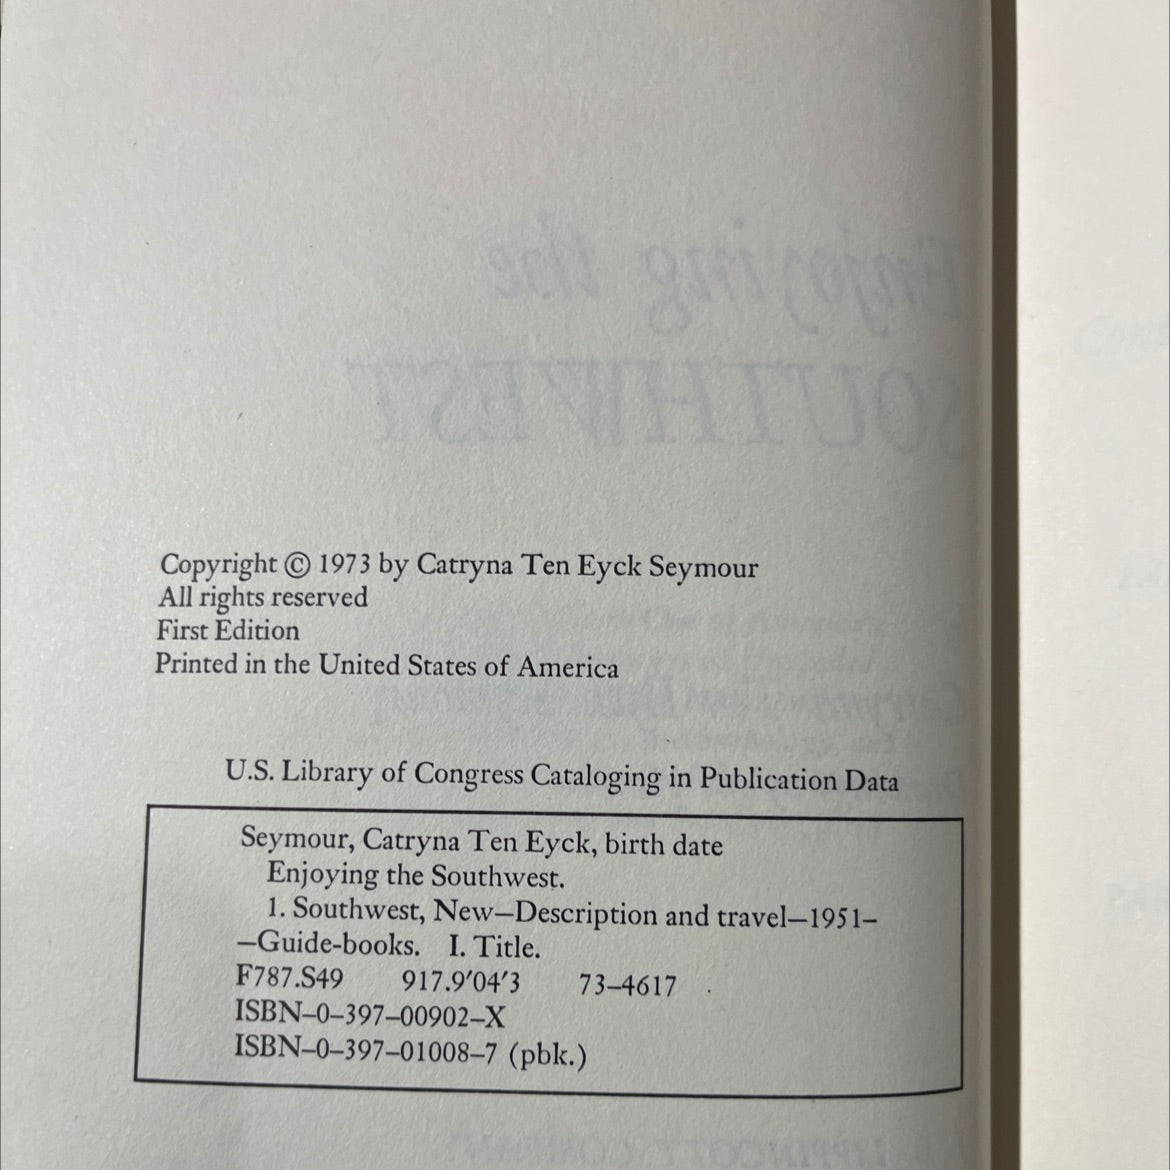 Enjoying the
SOUTHWEST
Copyright © 1973 by Catryna Ten Eyck Seymour
All rights reserved
First Edition
Printed in the United States of America
U.S. Library of Congress Cataloging in Publication Data
Seymour, Catryna Ten Eyck, birth date
Enjoying the Southwest.
1. Southwest, New—Description and travel—1951–
—Guide-books. I. Title.
F787.S49 917.9′04′3 73–4617
ISBN–0–397–00902–X
ISBN–0–397–01008–7 (pbk.)